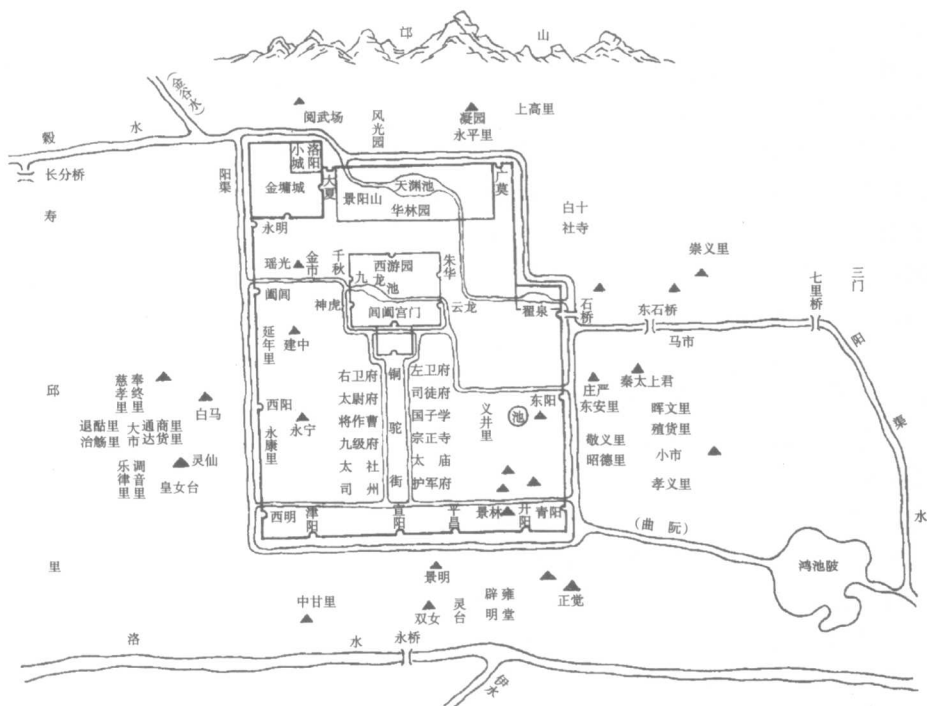 邙山
(金谷水)
阅武场
风光园
凝园
永平里
上高里
榖水
长分桥
阳渠
洛阳小城
金墉城
大夏
景阳山
天渊池
华林园
广莫
寿邱里
永明
白社
十寺
崇义里
瑶光
金市
千秋
西游园
九龙池
朱华
七里桥
三门
阊阖
神虎
阊阖宫门
云龙
翟泉
石桥
东石桥
马市
阳渠水
延年里
建中
右卫府
太尉府
将作曹
九级府
太社
司州
铜驼街
左卫府
司徒府
国子学
宗正寺
太庙
护军府
义井里
池
东阳
庄严
东安里
秦太上君
慈孝里
奉终里
白马
西阳
永康里
永宁
晖文里
殖货里
敬义里
昭德里
小市
孝义里
退酤里
治觞里
大市
通商里
达货里
灵仙
皇女台
乐律里
调音里
西明
津阳
宣阳
平昌
景林
开阳
青阳
(曲阮)
鸿池陂
景明
正觉
中甘里
双女
灵台
辟雍
明堂
洛水
永桥
伊水